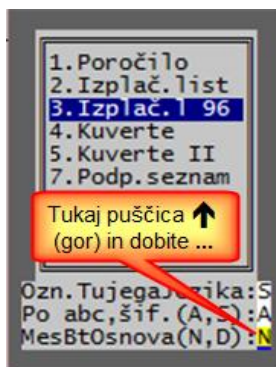 1.Poročilo
2.Izplač.list
3.Izplač.l 96
4.Kuverte
5.Kuverte II
7.Podp.seznam
Tukaj puščica ↑
(gor) in dobite ...
Ozn.TujegaJezika:S
Po abc,šif.(A,S):A
MesBtOsnova(N,D):N